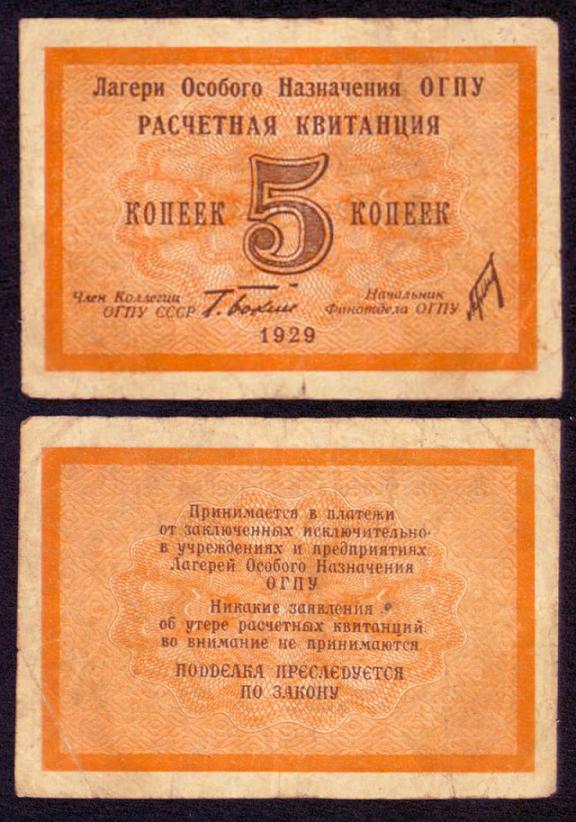 Лагери Особого Назначения ОГПУ
РАСЧЕТНАЯ КВИТАНЦИЯ
КОПЕЕК 5 КОПЕЕК
Член Коллегии
ОГПУ СССР
Начальник
Финотдела ОГПУ
1929
Принимается в платежи
от заключенных исключительно
в учреждениях и предприятиях
Лагерей Особого Назначения
ОГПУ
Никакие заявления
об утере расчетных квитанций
во внимание не принимаются
ПОДДЕЛКА ПРЕСЛЕДУЕТСЯ
ПО ЗАКОНУ